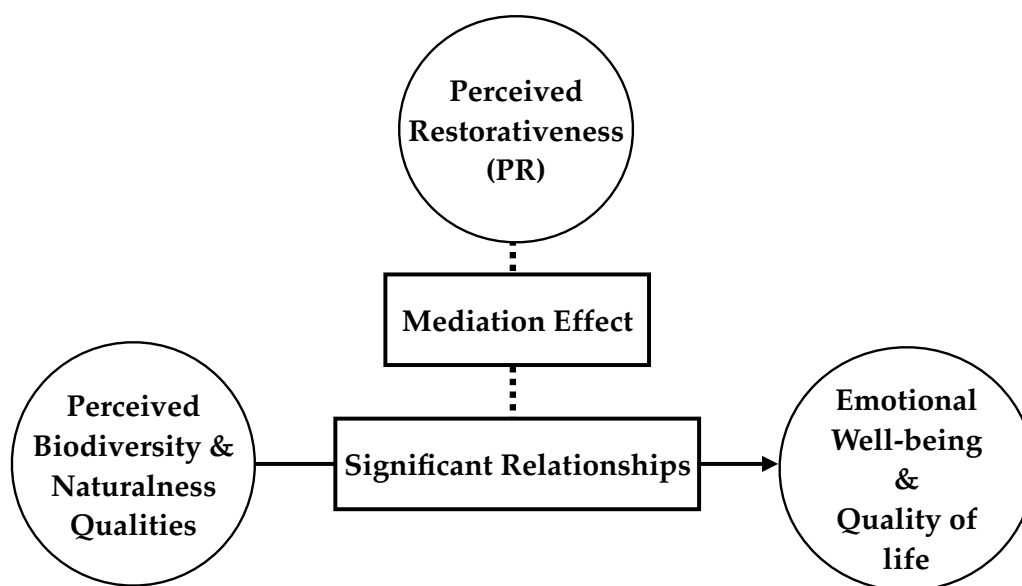 Perceived
Restorativeness
(PR)
Mediation Effect
Perceived
Biodiversity &
Naturalness
Qualities
Significant Relationships
Emotional
Well-being
&
Quality of
life